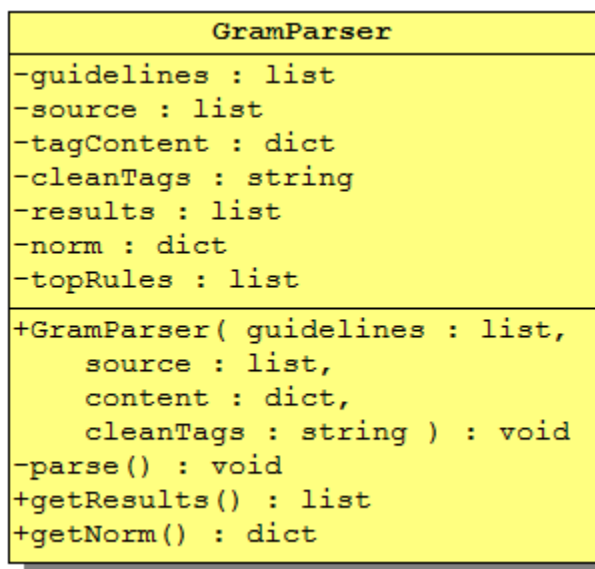 GramParser
-guidelines : list
-source : list
-tagContent : dict
-cleanTags : string
-results : list
-norm : dict
-topRules : list
+GramParser( guidelines : list,
source : list,
content : dict,
cleanTags : string ) : void
-parse() : void
+getResults() : list
+getNorm() : dict